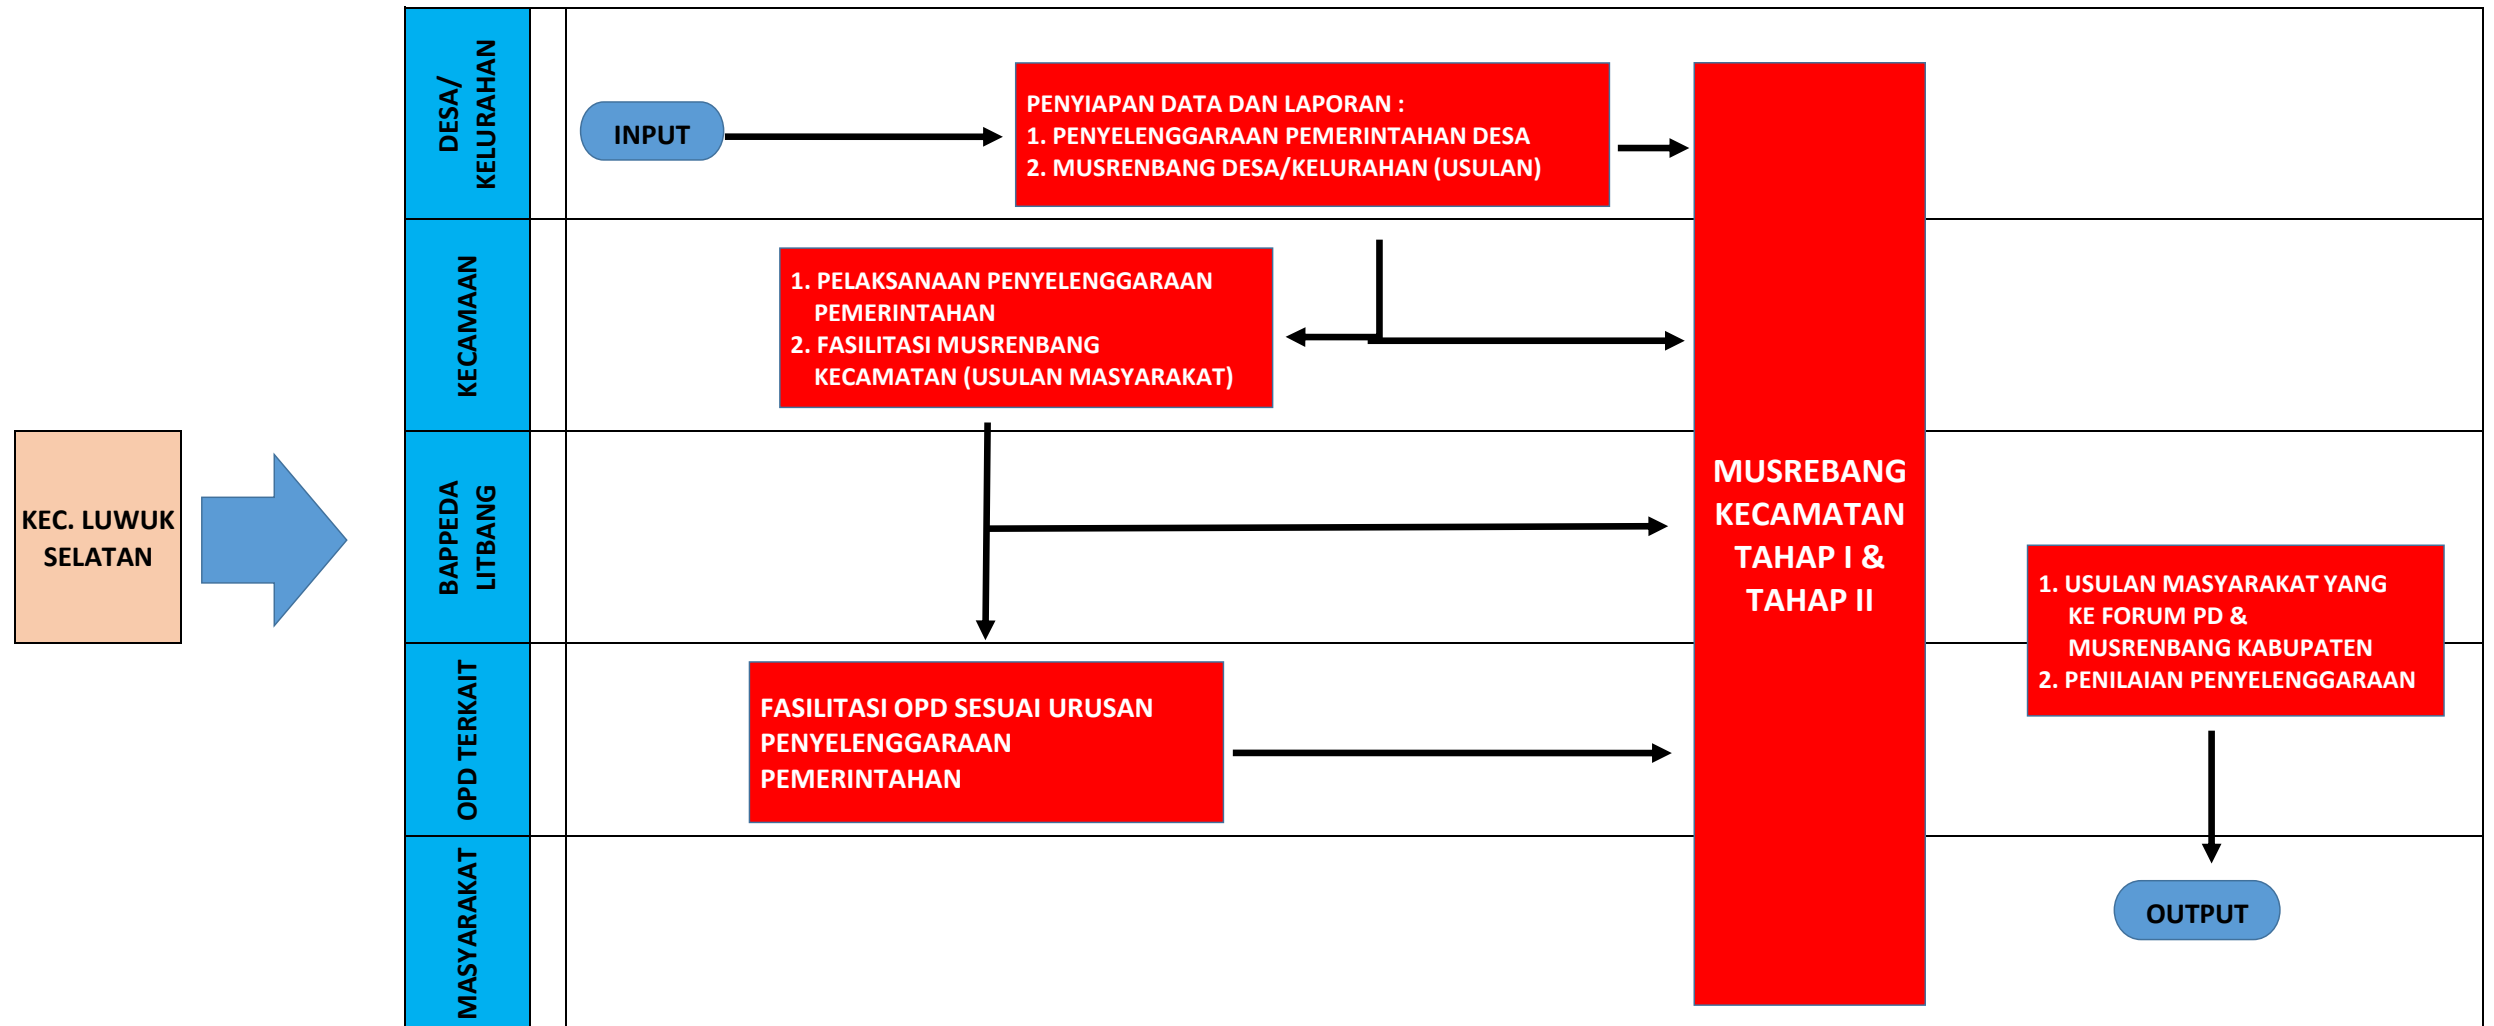 KEC. LUWUK
SELATAN
DESA/
KELURAHAN
INPUT
PENYIAPAN DATA DAN LAPORAN :
1. PENYELENGGARAAN PEMERINTAHAN DESA
2. MUSRENBANG DESA/KELURAHAN (USULAN)
KECAMAAN
1. PELAKSANAAN PENYELENGGARAAN
PEMERINTAHAN
2. FASILITASI MUSRENBANG
KECAMATAN (USULAN MASYARAKAT)
BAPPEDA
LITBANG
MUSREBANG
KECAMATAN
TAHAP I &
TAHAP II
1. USULAN MASYARAKAT YANG
KE FORUM PD &
MUSRENBANG KABUPATEN
2. PENILAIAN PENYELENGGARAAN
OPD TERKAIT
FASILITASI OPD SESUAI URUSAN
PENYELENGGARAAN
PEMERINTAHAN
MASYARAKAT
OUTPUT